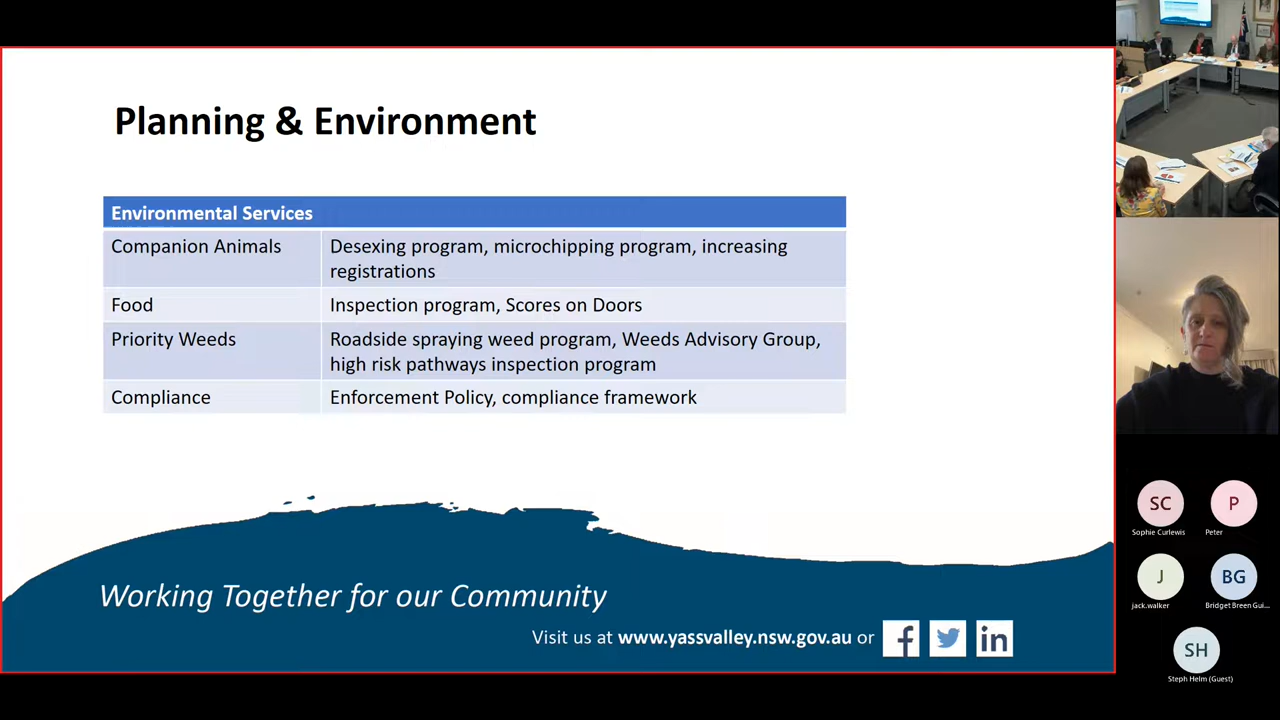 Planning & Environment
Environmental Services
Companion Animals
Desexing program, microchipping program, increasing
registrations
Food
Inspection program, Scores on Doors
Priority Weeds
Roadside spraying weed program, Weeds Advisory Group,
high risk pathways inspection program
Compliance
Enforcement Policy, compliance framework
Working Together for our Community
Visit us at www.yassvalley.nsw.gov.au or
SC
P
Sophie Curlewis
Peter
J
BG
jack.walker
Bridget Breen Gui...
SH
Steph Helm (Guest)